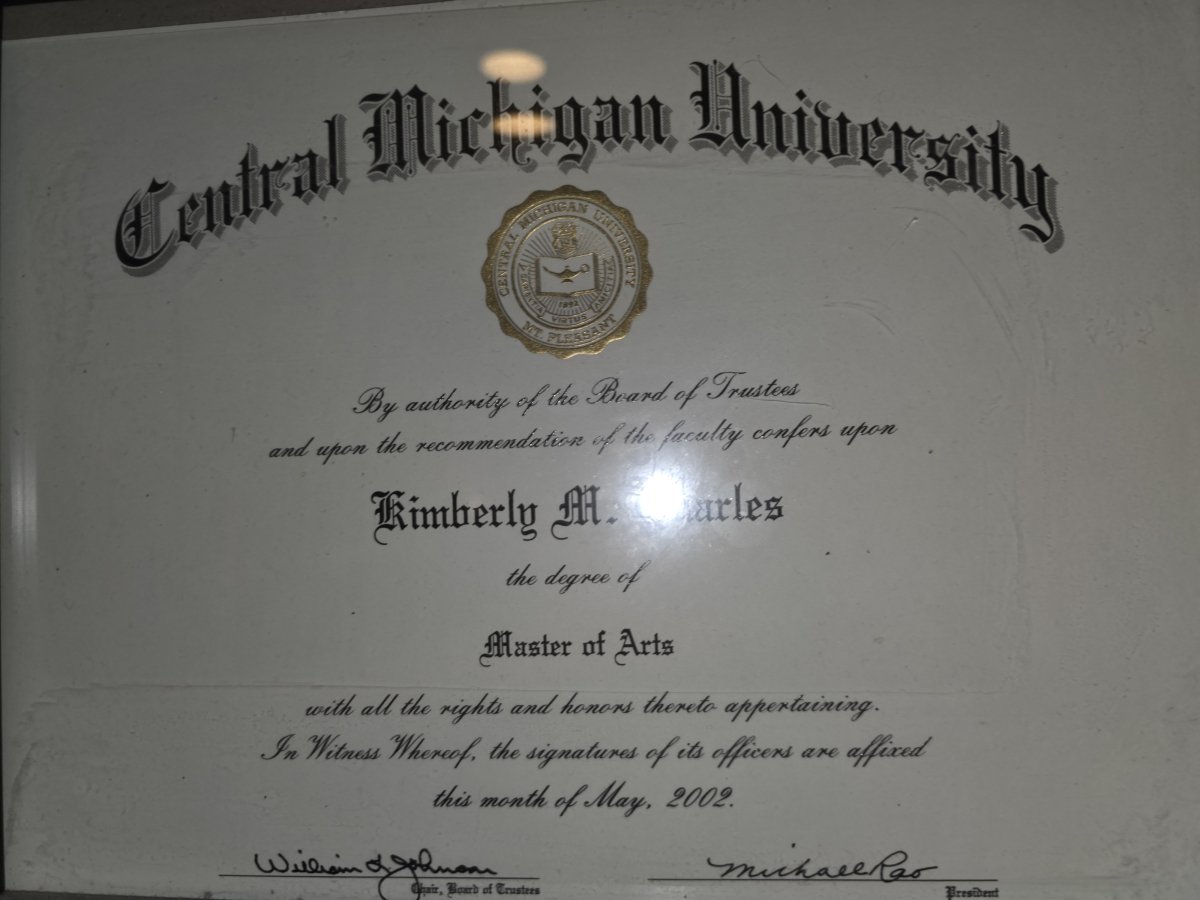 Central Michigan University
CENTRAL MICHIGAN UNIVERSITY
1892
VIRTUS
MT. PLEASANT
By authority of the Board of Trustees
and upon the recommendation of the faculty confers upon
Kimberly M.
the degree of
Master of Arts
with all the rights and honors thereto appertaining.
In Witness Whereof, the signatures of its officers are affixed
this month of May, 2002.
William L Johnson
Michael Rao
Chair, Board of Trustees
President